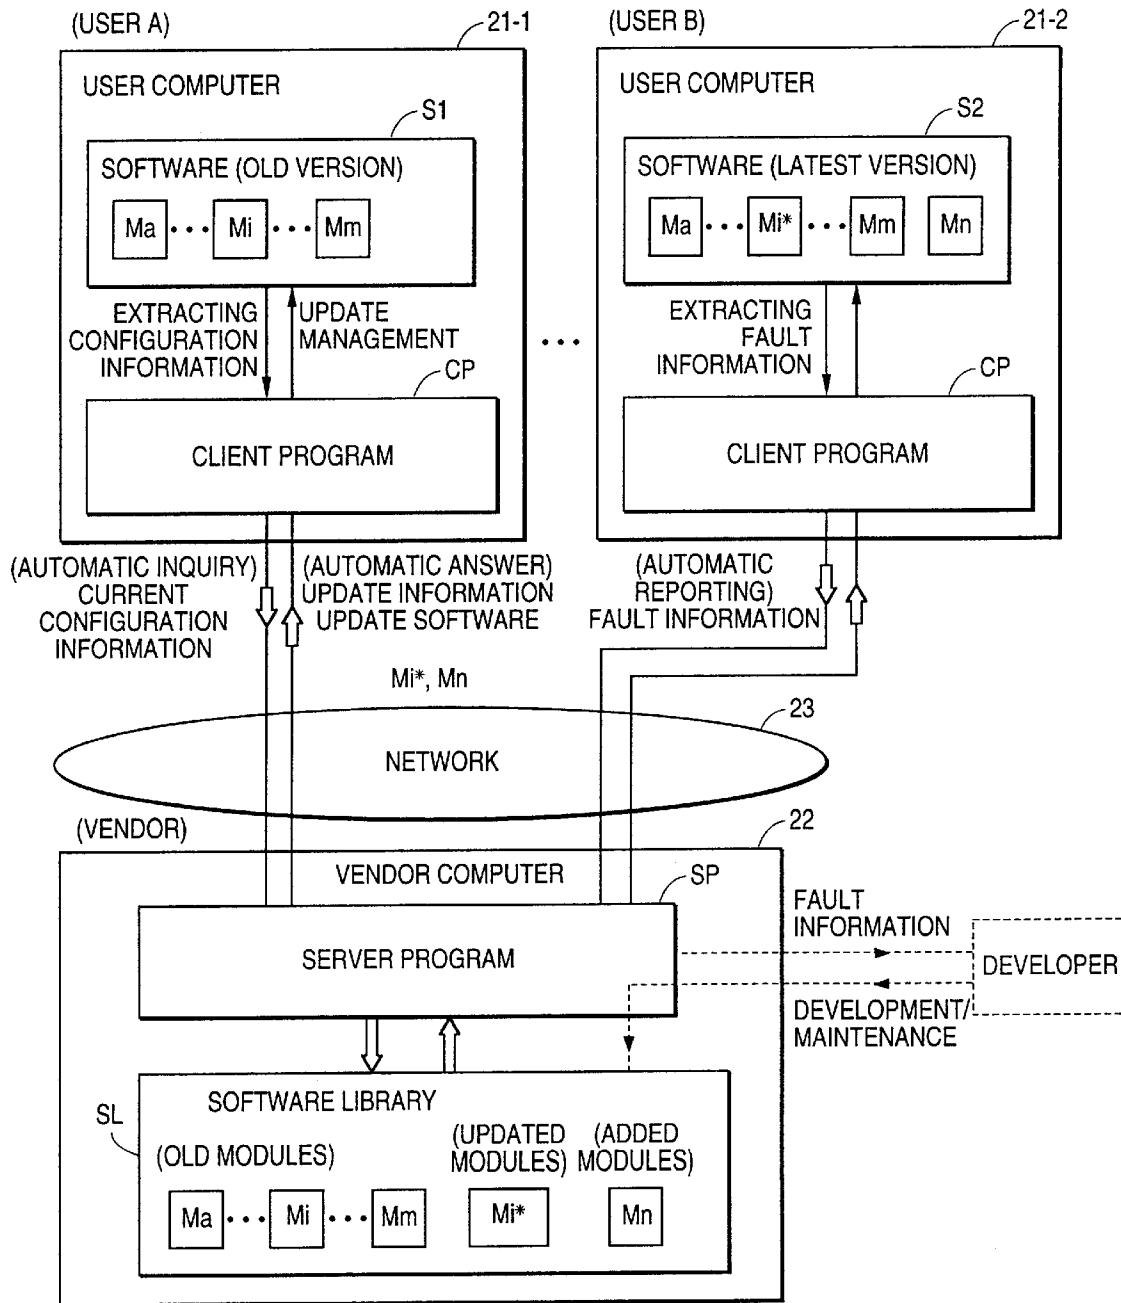 (USER A)
21-1
USER COMPUTER
S1
SOFTWARE (OLD VERSION)
Ma ••• Mi ••• Mm
EXTRACTING
CONFIGURATION
INFORMATION
UPDATE
MANAGEMENT
CP
CLIENT PROGRAM
(AUTOMATIC INQUIRY)
CURRENT
CONFIGURATION
INFORMATION
(AUTOMATIC ANSWER)
UPDATE INFORMATION
UPDATE SOFTWARE
•••
(USER B)
21-2
USER COMPUTER
S2
SOFTWARE (LATEST VERSION)
Ma ••• Mi* ••• Mm Mn
EXTRACTING
FAULT
INFORMATION
CP
CLIENT PROGRAM
(AUTOMATIC
REPORTING)
FAULT INFORMATION
Mi*, Mn
23
NETWORK
(VENDOR)
22
VENDOR COMPUTER
SP
SERVER PROGRAM
FAULT
INFORMATION
DEVELOPER
DEVELOPMENT/
MAINTENANCE
SL
SOFTWARE LIBRARY
(OLD MODULES)
Ma ••• Mi ••• Mm
(UPDATED
MODULES)
Mi*
(ADDED
MODULES)
Mn